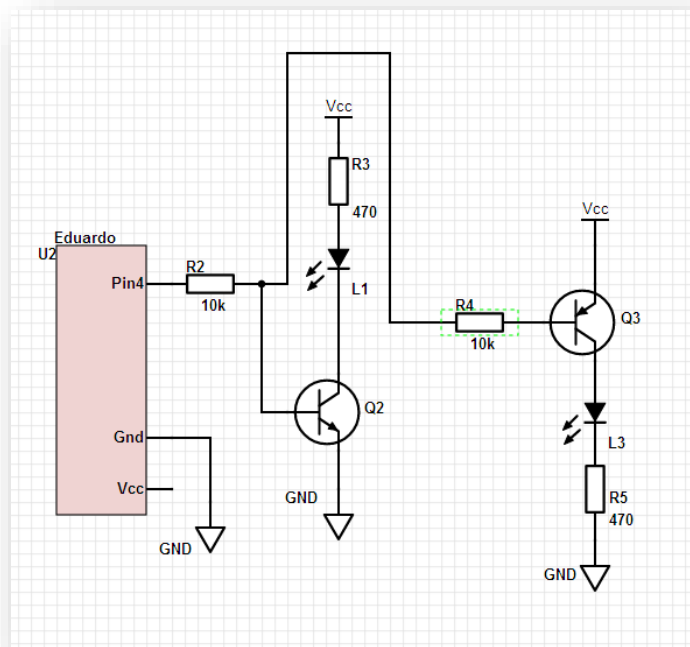 Vcc
R3
470
L1
Vcc
Eduardo
U2
Pin4
R2
10k
R4
10k
Q3
Q2
L3
Gnd
Vcc
GND
GND
R5
470
GND